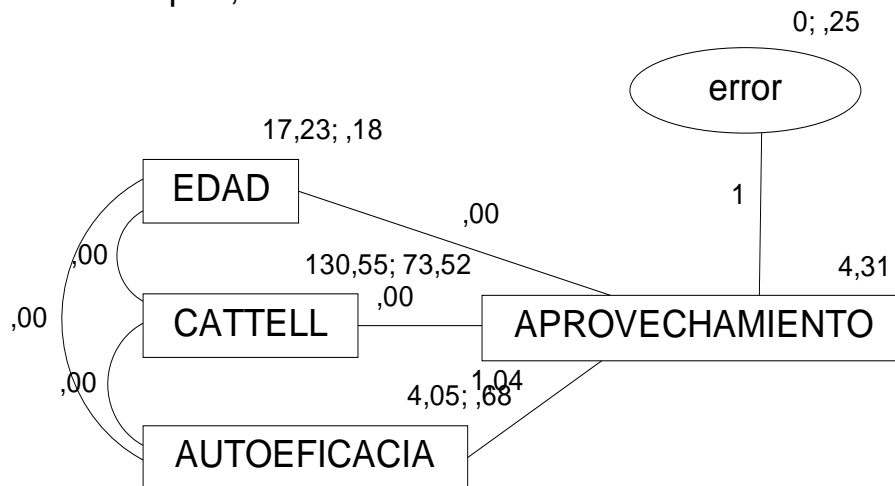 0; ,25
error
17,23; ,18
EDAD
1
,00
,00
130,55; 73,52
4,31
,00
,00
CATTELL
APROVECHAMIENTO
,00
1,04
4,05; ,68
AUTOEFICACIA